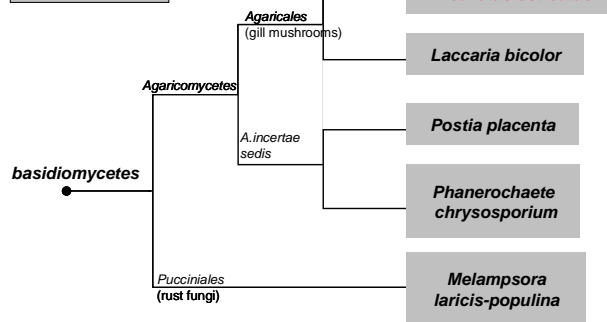 Agaricales
(gill mushrooms)
Laccaria bicolor
Agaricomycetes
Postia placenta
A.incertae
sedis
basidiomycetes
Phanerochaete
chrysosporium
Pucciniales
(rust fungi)
Melampsora
laricis-populina